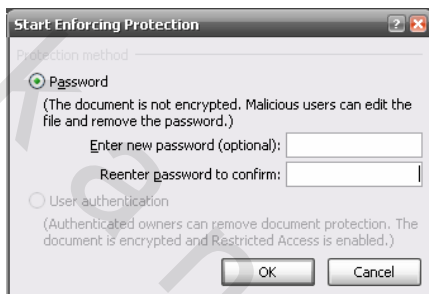 Start Enforcing Protection
Protection method
Password
(The document is not encrypted. Malicious users can edit the
file and remove the password.)
Enter new password (optional):
Reenter password to confirm:
User authentication
(Authenticated owners can remove document protection. The
document is encrypted and Restricted Access is enabled.)
OK Cancel